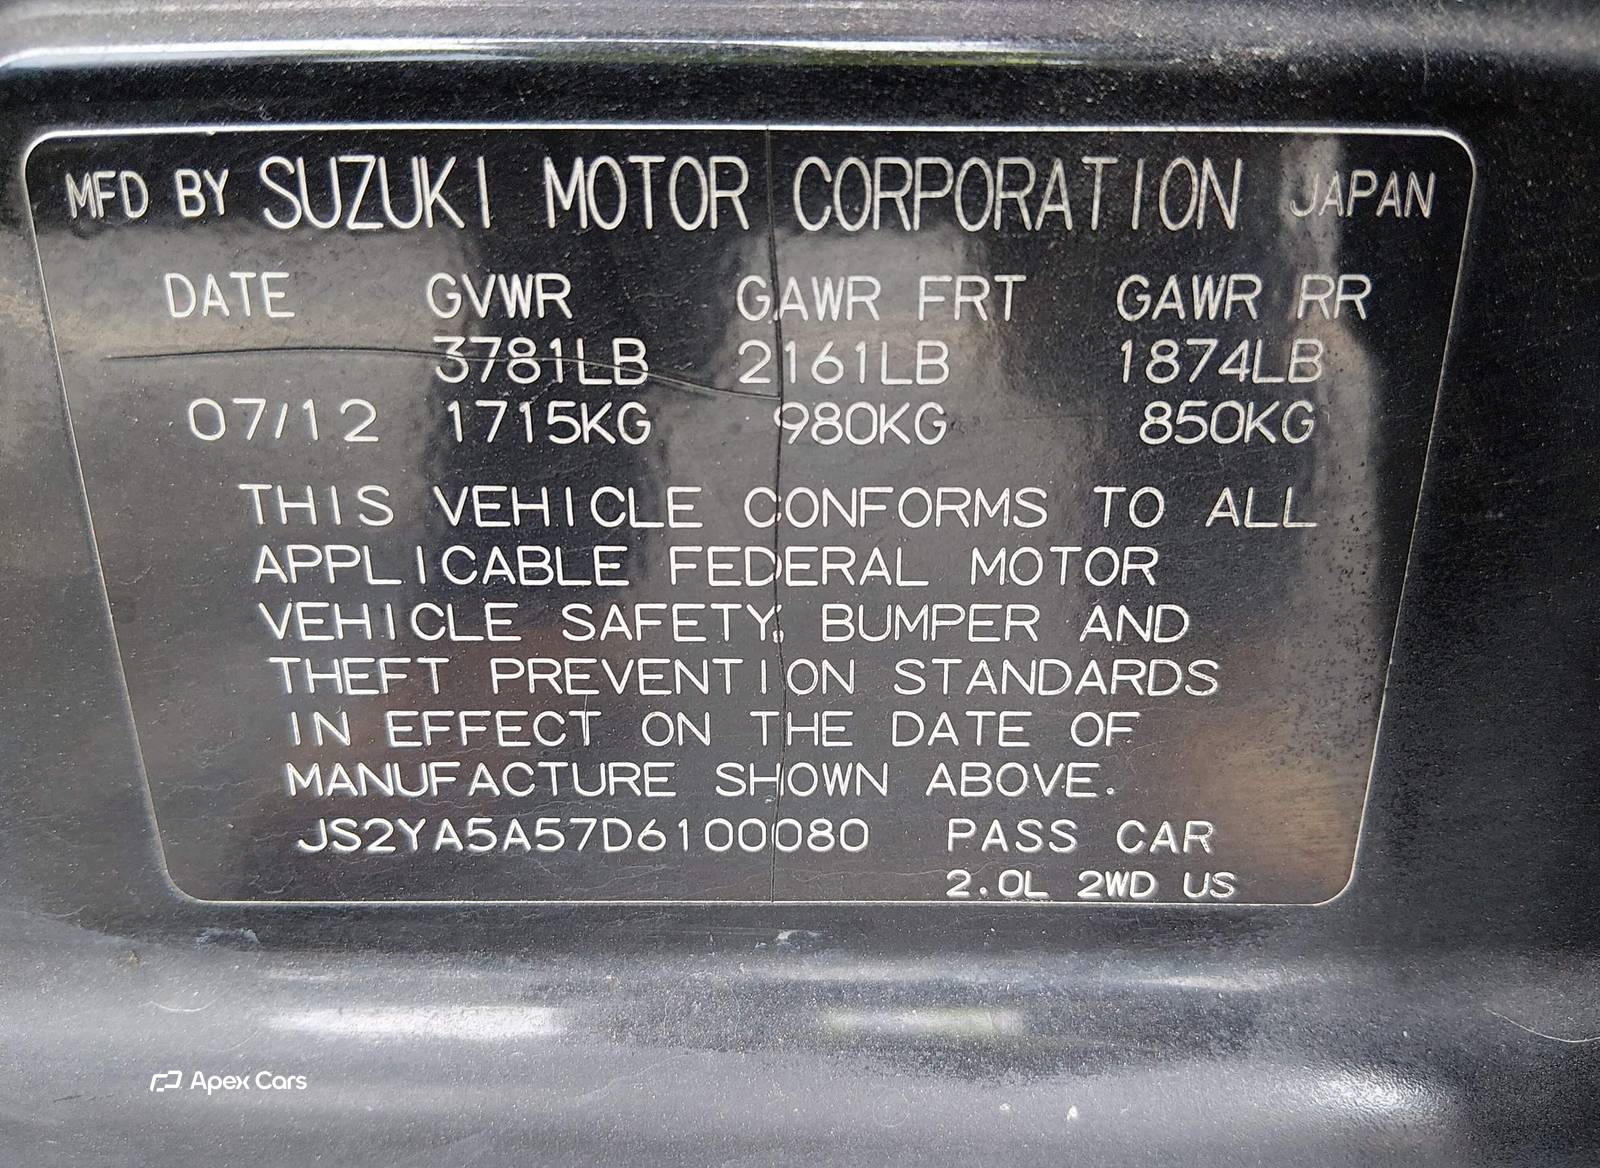 MFD BY SUZUKI MOTOR CORPORATION JAPAN
DATE GVWR GAWR FRT GAWR RR
3781LB 2161LB 1874LB
07/12 1715KG 980KG 850KG
THIS VEHICLE CONFORMS TO ALL
APPLICABLE FEDERAL MOTOR
VEHICLE SAFETY, BUMPER AND
THEFT PREVENTION STANDARDS
IN EFFECT ON THE DATE OF
MANUFACTURE SHOWN ABOVE.
JS2YA5A57D6100080 PASS CAR
2.0L 2WD US
Apex Cars